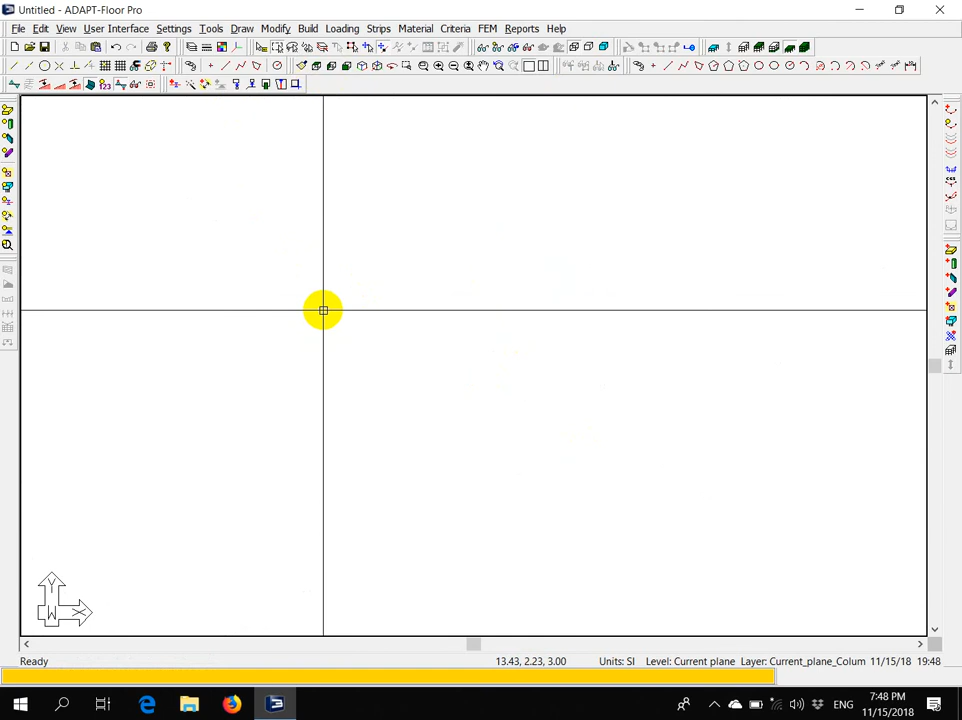 Untitled - ADAPT-Floor Pro
File Edit View User Interface Settings Tools Draw Modify Build Loading Strips Material Criteria FEM Reports Help
Y
W X
Ready 13.43, 2.23, 3.00 Units: SI Level: Current plane Layer: Current_plane_Colum 11/15/18 19:48
ENG 7:48 PM
11/15/2018